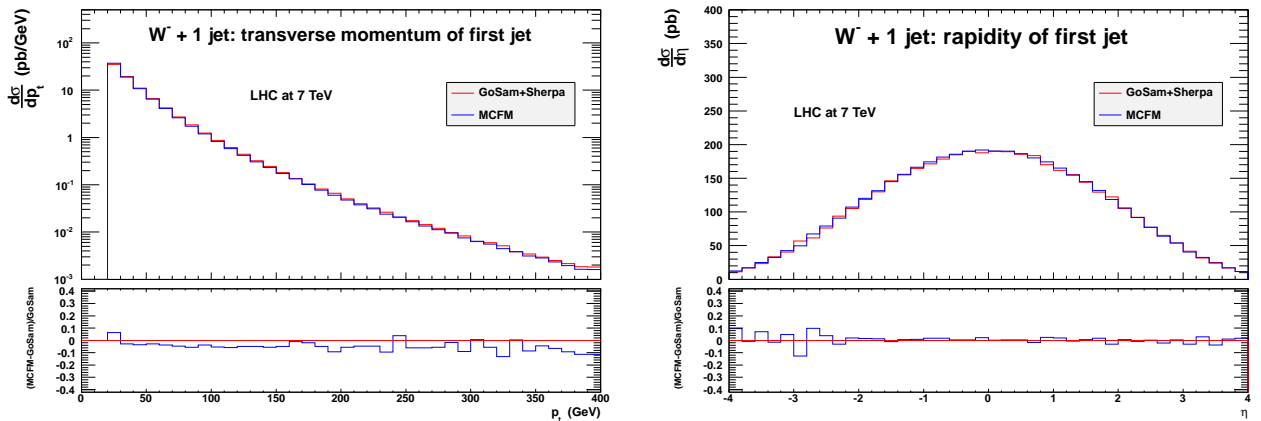 W- + 1 jet: transverse momentum of first jet
dσ/dp_t (pb/GeV)
10²
10
1
10⁻¹
10⁻²
10⁻³
LHC at 7 TeV
GoSam+Sherpa
MCFM
(MCFM-GoSam)/GoSam
0.4
0.3
0.2
0.1
0
-0.1
-0.2
-0.3
-0.4
0 50 100 150 200 250 300 350 400
p_t (GeV)
W- + 1 jet: rapidity of first jet
dσ/dη (pb)
400
350
300
250
200
150
100
50
0
LHC at 7 TeV
GoSam+Sherpa
MCFM
(MCFM-GoSam)/GoSam
0.4
0.3
0.2
0.1
0
-0.1
-0.2
-0.3
-0.4
-4 -3 -2 -1 0 1 2 3 4
η